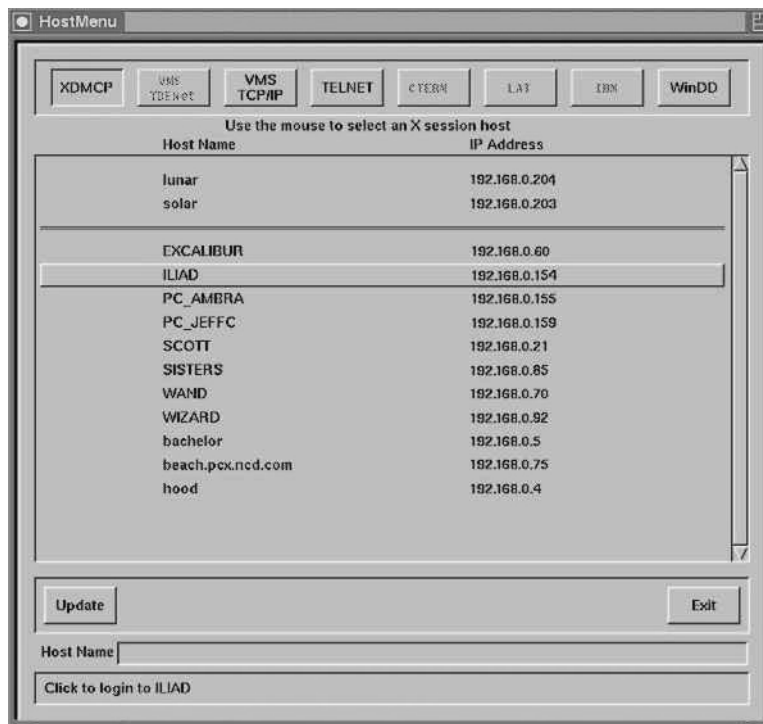 HostMenu
XDMCP VMS TCP/IP TELNET CTERM LAT IBM WinDD
Use the mouse to select an X session host
Host Name IP Address
lunar 192.168.0.204
solar 192.168.0.203
EXCALIBUR 192.168.0.60
ILIAD 192.168.0.154
PC_AMBRA 192.168.0.155
PC_JEFFC 192.168.0.159
SCOTT 192.168.0.21
SISTERS 192.168.0.85
WAND 192.168.0.70
WIZARD 192.168.0.92
bachelor 192.168.0.5
beach.pcx.ncd.com 192.168.0.75
hood 192.168.0.4
Update Exit
Host Name
Click to login to ILIAD